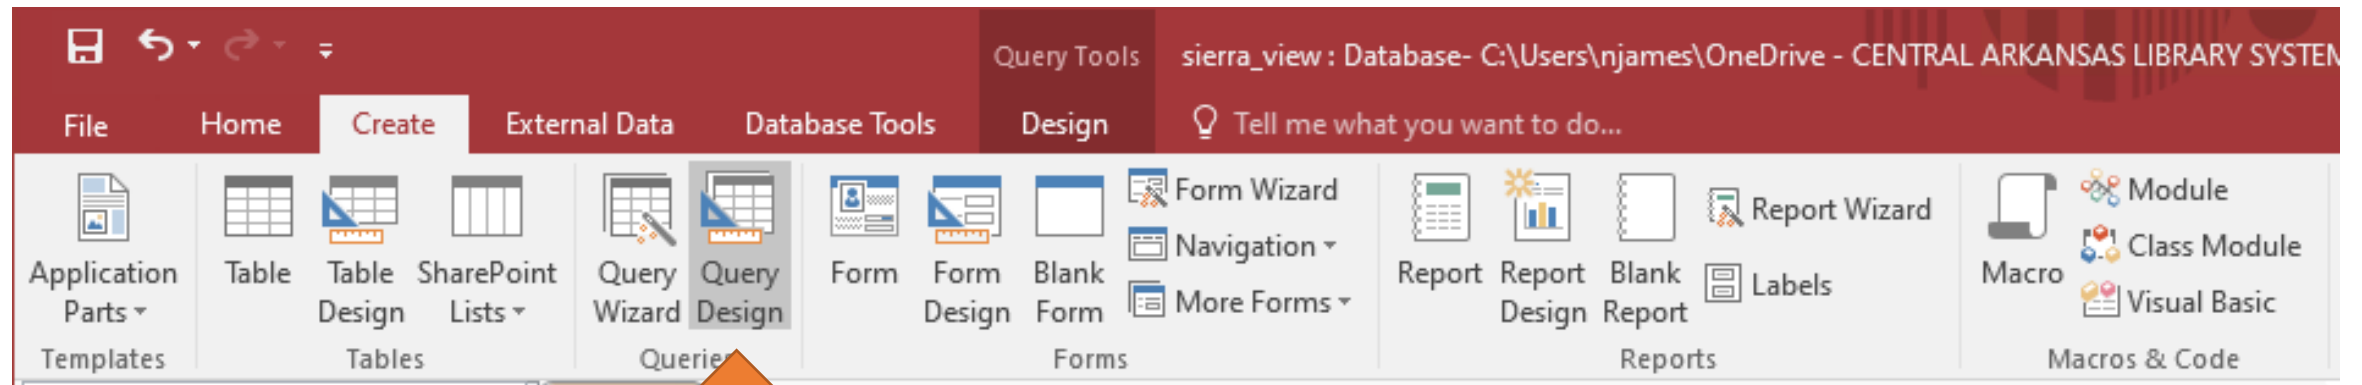 Query Tools
sierra_view : Database- C:\Users\njames\OneDrive - CENTRAL ARKANSAS LIBRARY SYSTEM
File Home Create External Data Database Tools Design Tell me what you want to do...
Application Parts
Table
Table Design
SharePoint Lists
Query Wizard
Query Design
Form
Form Design
Blank Form
Form Wizard
Navigation
More Forms
Report
Report Design
Blank Report
Report Wizard
Labels
Macro
Module
Class Module
Visual Basic
Templates Tables Queries Forms Reports Macros & Code